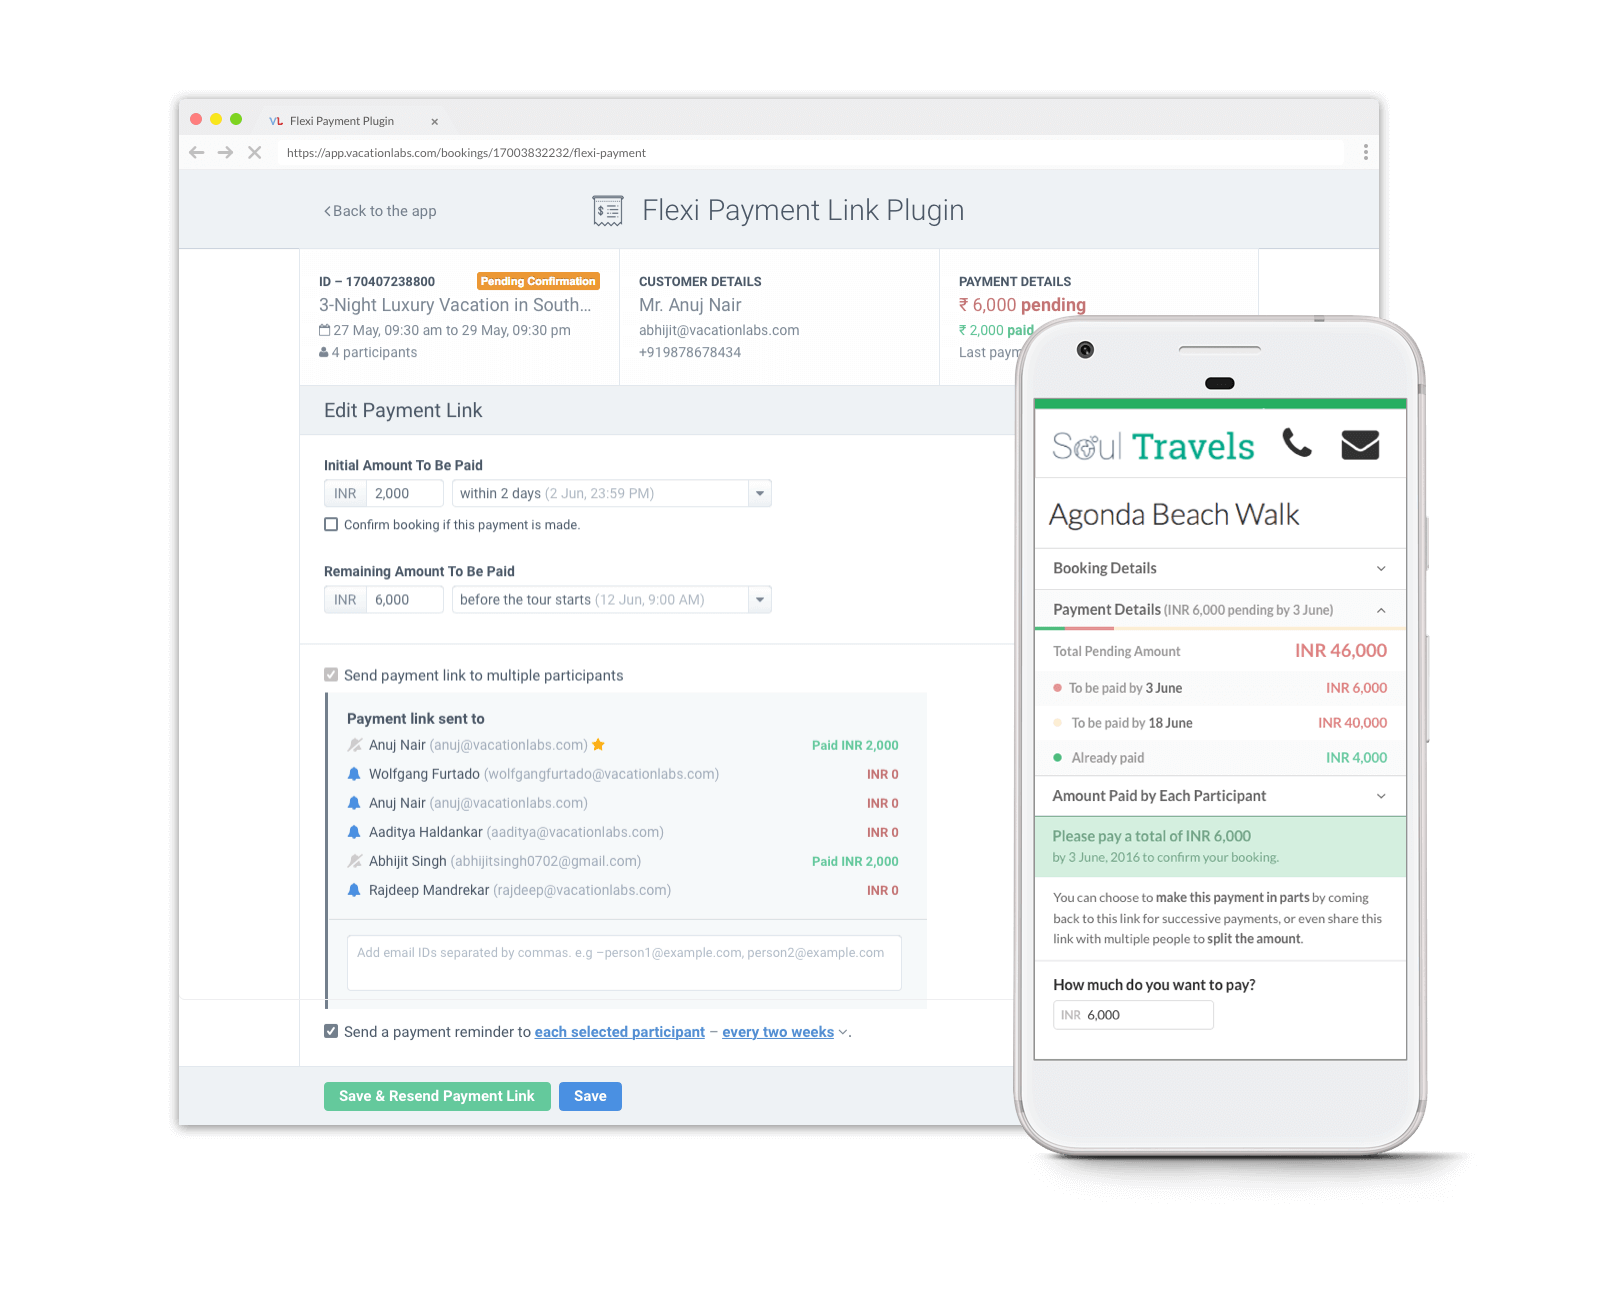 VL Flexi Payment Plugin ×
https://app.vacationlabs.com/bookings/17003832232/flexi-payment
Back to the app
Flexi Payment Link Plugin
ID – 170407238800 Pending Confirmation
3-Night Luxury Vacation in South...
27 May, 09:30 am to 29 May, 09:30 pm
4 participants
CUSTOMER DETAILS
Mr. Anuj Nair
abhijit@vacationlabs.com
+919878678434
PAYMENT DETAILS
₹ 6,000 pending
₹ 2,000 paid
Last paym
Edit Payment Link
Initial Amount To Be Paid
INR 2,000 within 2 days (2 Jun, 23:59 PM)
Confirm booking if this payment is made.
Remaining Amount To Be Paid
INR 6,000 before the tour starts (12 Jun, 9:00 AM)
Send payment link to multiple participants
Payment link sent to
Anuj Nair (anuj@vacationlabs.com) Paid INR 2,000
Wolfgang Furtado (wolfgangfurtado@vacationlabs.com) INR 0
Anuj Nair (anuj@vacationlabs.com) INR 0
Aaditya Haldankar (aaditya@vacationlabs.com) INR 0
Abhijit Singh (abhijitsingh0702@gmail.com) Paid INR 2,000
Rajdeep Mandrekar (rajdeep@vacationlabs.com) INR 0
Add email IDs separated by commas. e.g –person1@example.com, person2@example.com
Send a payment reminder to each selected participant – every two weeks .
Save & Resend Payment Link Save
Soul Travels
Agonda Beach Walk
Booking Details
Payment Details (INR 6,000 pending by 3 June)
Total Pending Amount INR 46,000
To be paid by 3 June INR 6,000
To be paid by 18 June INR 40,000
Already paid INR 4,000
Amount Paid by Each Participant
Please pay a total of INR 6,000
by 3 June, 2016 to confirm your booking.
You can choose to make this payment in parts by coming
back to this link for successive payments, or even share this
link with multiple people to split the amount.
How much do you want to pay?
INR 6,000